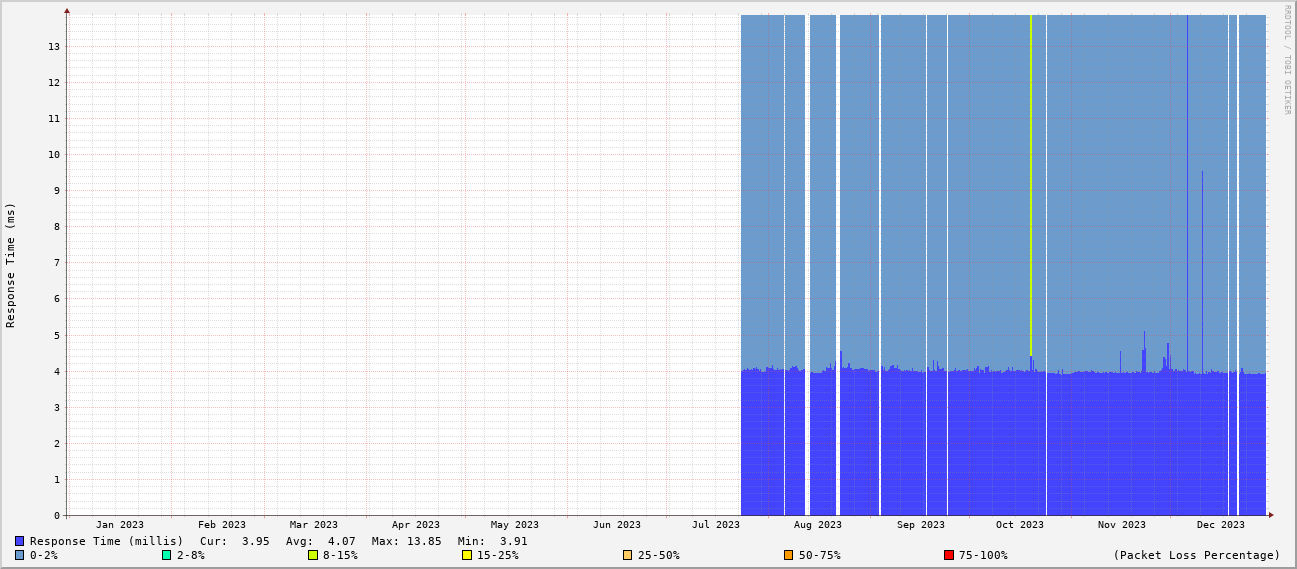 RRDTOOL / TOBI OETIKER
Response Time (ms)
13
12
11
10
9
8
7
6
5
4
3
2
1
0
Jan 2023 Feb 2023 Mar 2023 Apr 2023 May 2023 Jun 2023 Jul 2023 Aug 2023 Sep 2023 Oct 2023 Nov 2023 Dec 2023
Response Time (millis) Cur: 3.95 Avg: 4.07 Max: 13.85 Min: 3.91
0-2% 2-8% 8-15% 15-25% 25-50% 50-75% 75-100% (Packet Loss Percentage)